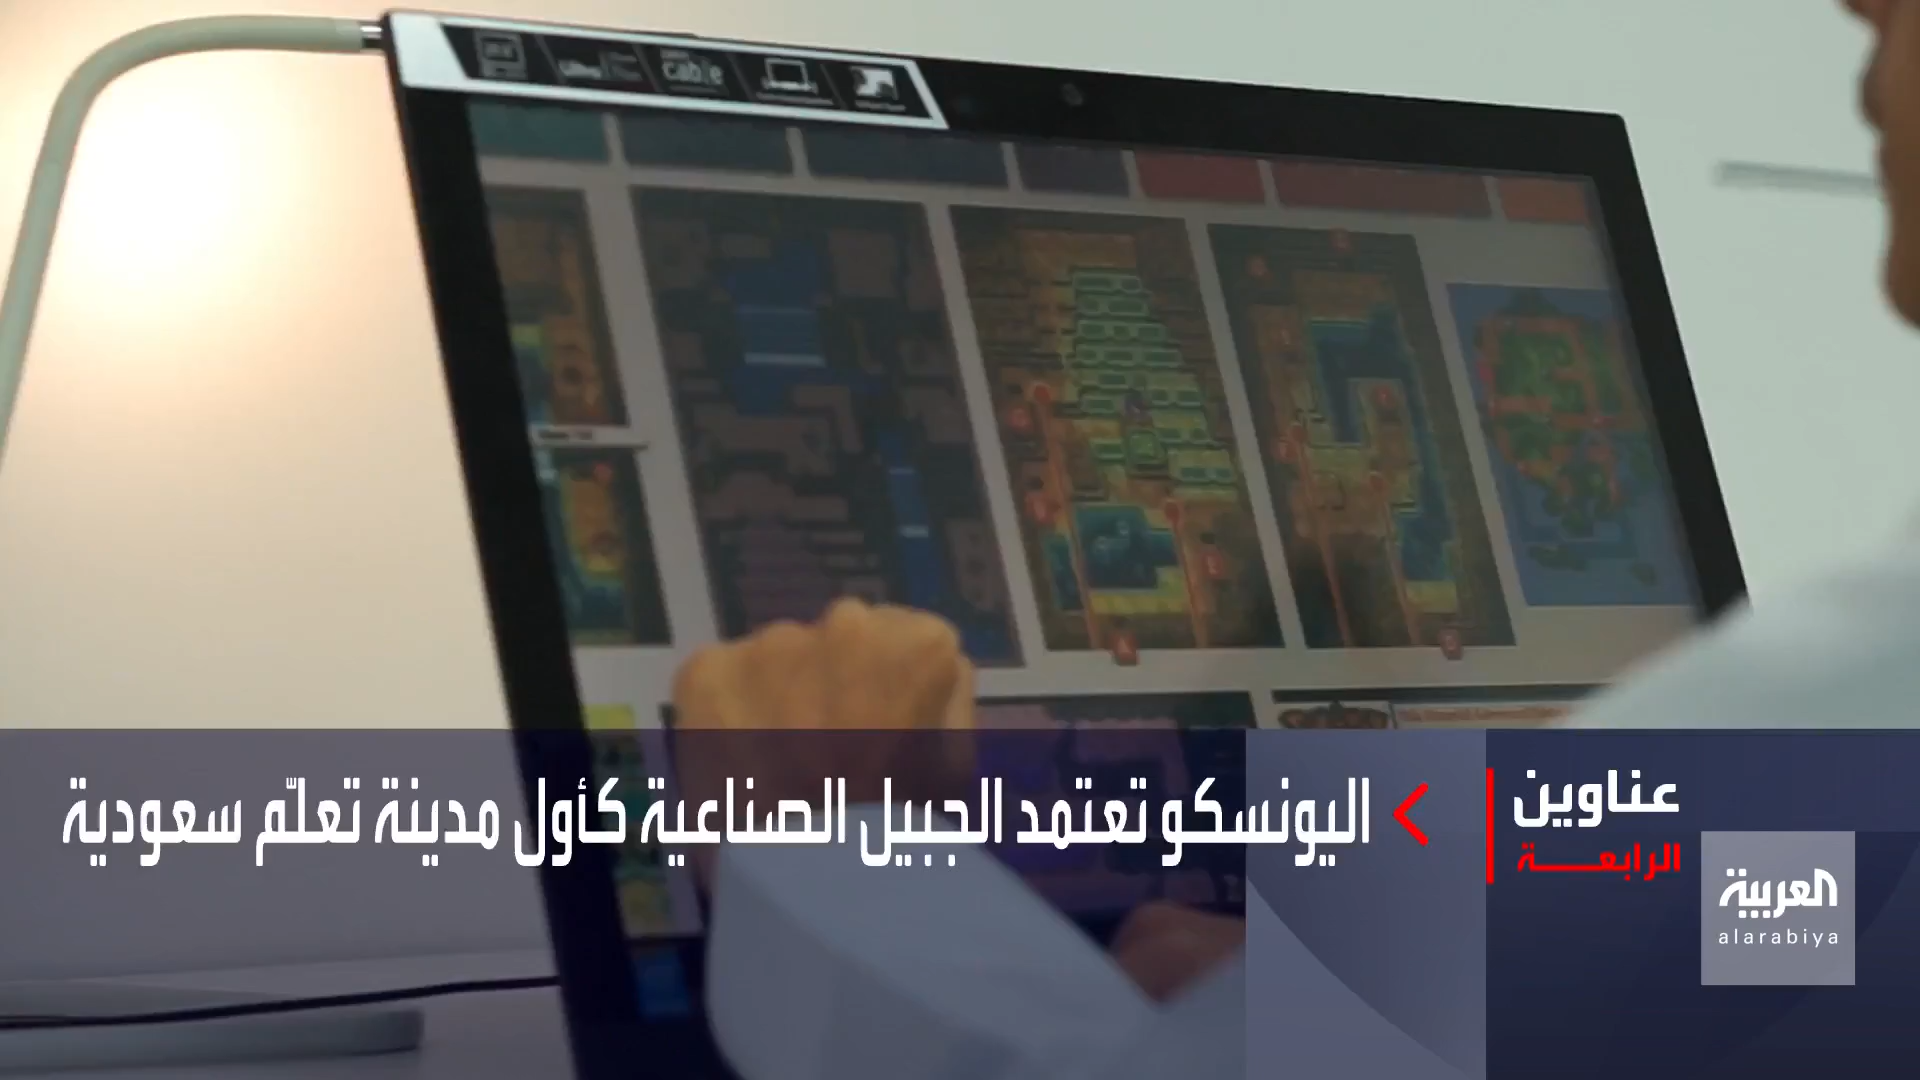 cable
اليونسكو تعتمد الجبيل الصناعية كأول مدينة تعلّم سعودية
عناوين
الرابعة
العربية
alarabiya